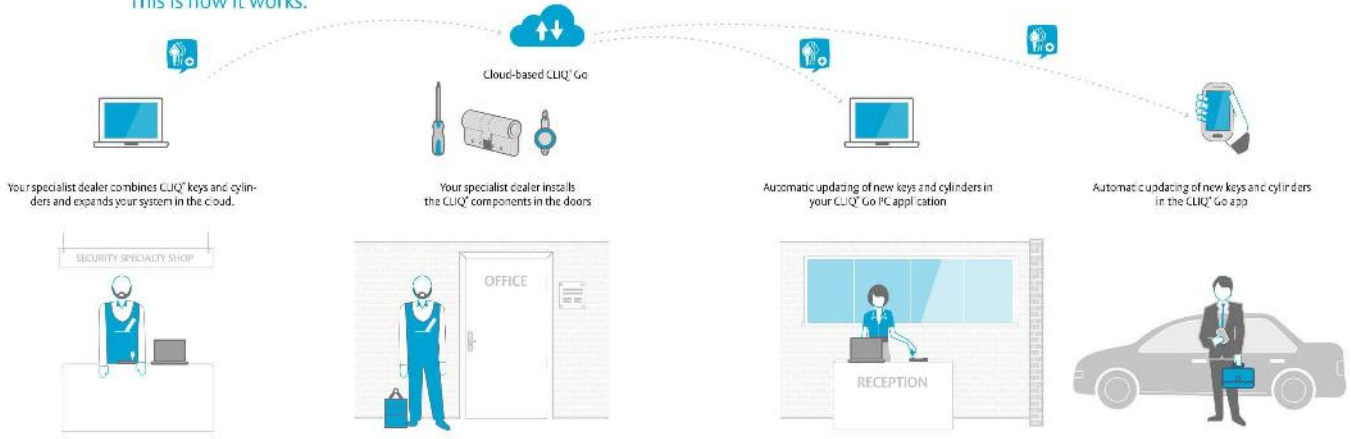 This is how it works.
Cloud-based CLIQ® Go
Your specialist dealer combines CLIQ® keys and cylin-
ders and expands your system in the cloud.
Your specialist dealer installs
the CLIQ® components in the doors
Automatic updating of new keys and cylinders in
your CLIQ® Go PC application
Automatic updating of new keys and cylinders
in the CLIQ® Go app
SECURITY SPECIALTY SHOP
OFFICE
RECEPTION